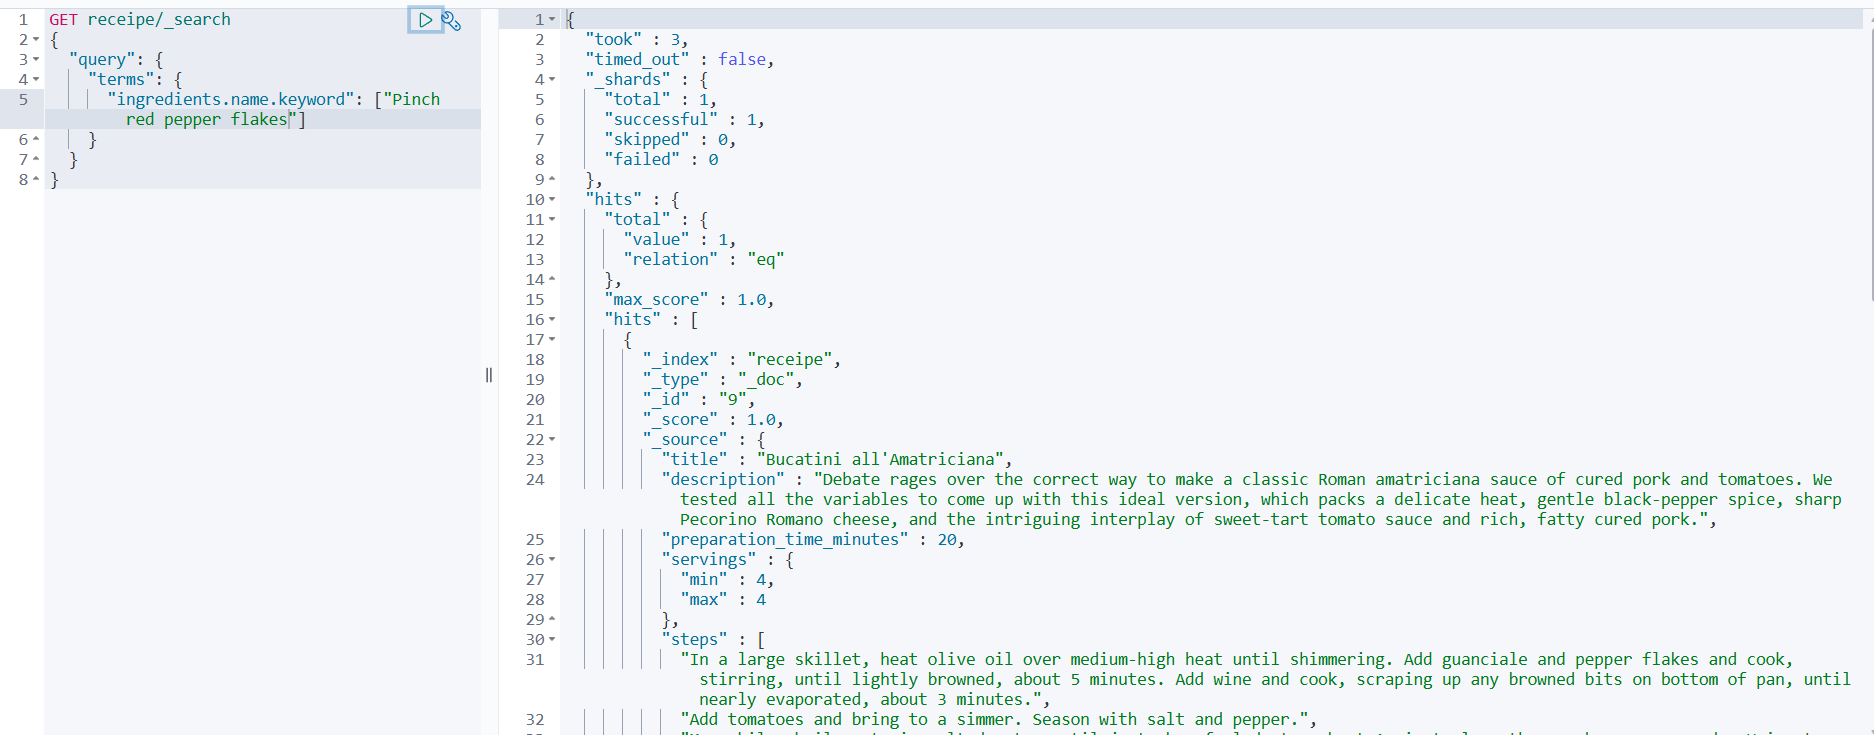 1 GET receipe/_search
2 {
3 "query": {
4 "terms": {
5 "ingredients.name.keyword": ["Pinch
red pepper flakes"]
6 }
7 }
8 }
1 {
2 "took" : 3,
3 "timed_out" : false,
4 "_shards" : {
5 "total" : 1,
6 "successful" : 1,
7 "skipped" : 0,
8 "failed" : 0
9 },
10 "hits" : {
11 "total" : {
12 "value" : 1,
13 "relation" : "eq"
14 },
15 "max_score" : 1.0,
16 "hits" : [
17 {
18 "_index" : "receipe",
19 "_type" : "_doc",
20 "_id" : "9",
21 "_score" : 1.0,
22 "_source" : {
23 "title" : "Bucatini all'Amatriciana",
24 "description" : "Debate rages over the correct way to make a classic Roman amatriciana sauce of cured pork and tomatoes. We
tested all the variables to come up with this ideal version, which packs a delicate heat, gentle black-pepper spice, sharp
Pecorino Romano cheese, and the intriguing interplay of sweet-tart tomato sauce and rich, fatty cured pork.",
25 "preparation_time_minutes" : 20,
26 "servings" : {
27 "min" : 4,
28 "max" : 4
29 },
30 "steps" : [
31 "In a large skillet, heat olive oil over medium-high heat until shimmering. Add guanciale and pepper flakes and cook,
stirring, until lightly browned, about 5 minutes. Add wine and cook, scraping up any browned bits on bottom of pan, until
nearly evaporated, about 3 minutes.",
32 "Add tomatoes and bring to a simmer. Season with salt and pepper.",